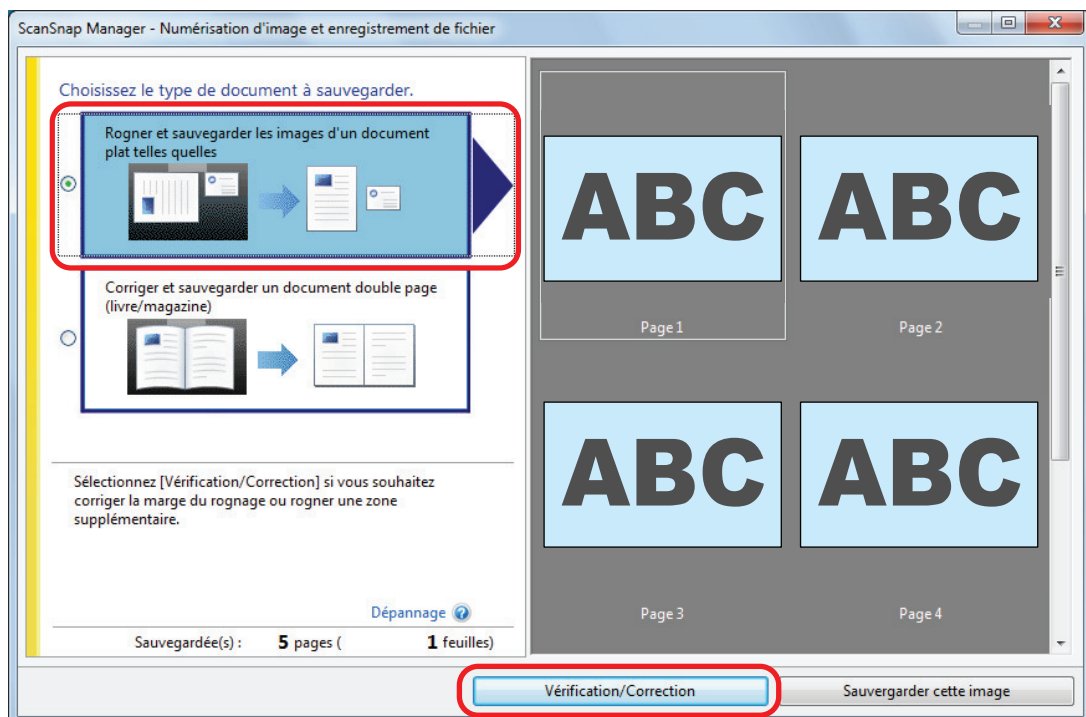 ScanSnap Manager - Numérisation d'image et enregistrement de fichier
Choisissez le type de document à sauvegarder.
Rogner et sauvegarder les images d'un document
plat telles quelles
Corriger et sauvegarder un document double page
(livre/magazine)
Sélectionnez [Vérification/Correction] si vous souhaitez
corriger la marge du rognage ou rogner une zone
supplémentaire.
Dépannage
Sauvegardée(s) : 5 pages ( 1 feuilles)
ABC ABC
Page 1 Page 2
ABC ABC
Page 3 Page 4
Vérification/Correction Sauvergarder cette image